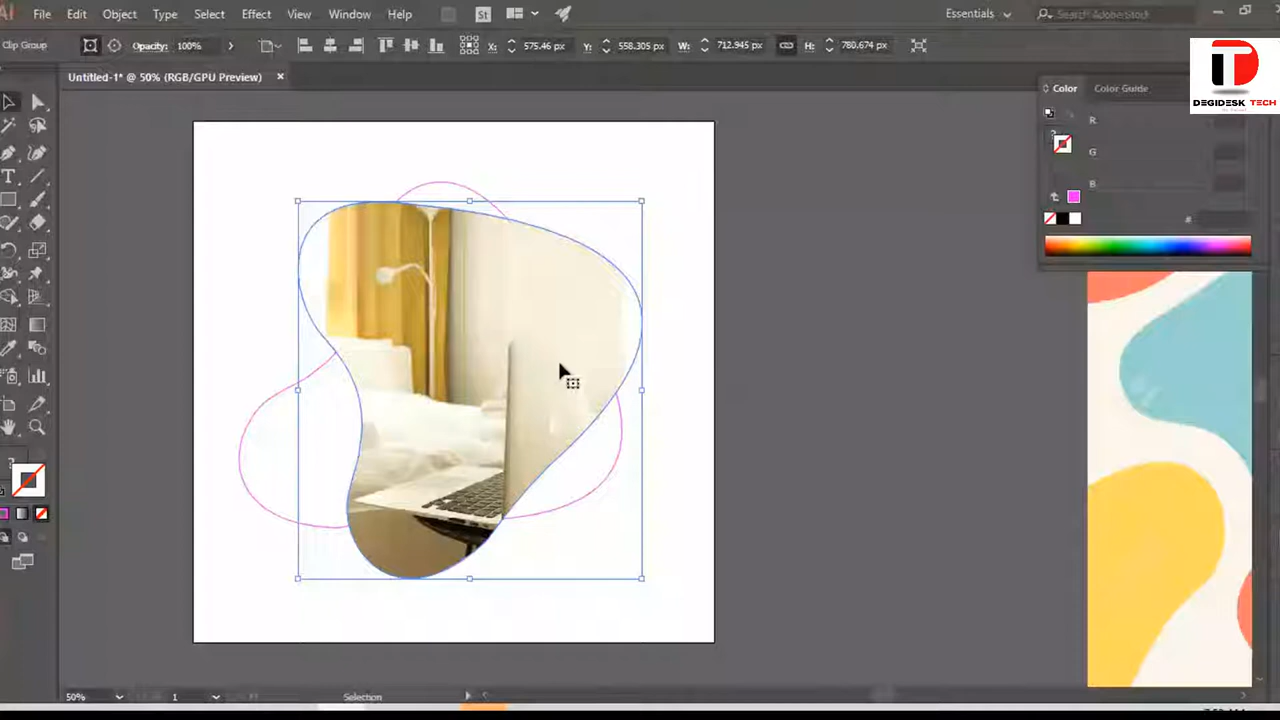 File Edit Object Type Select Effect View Window Help St Essentials Search Adobe Stock
Clip Group Opacity: 100% X: 575.46 px Y: 558.305 px W: 712.945 px H: 780.674 px
Untitled-1* @ 50% (RGB/GPU Preview) ×
Color Color Guide
DEGIDESK TECH
R
G
B
#
50% 1 Selection